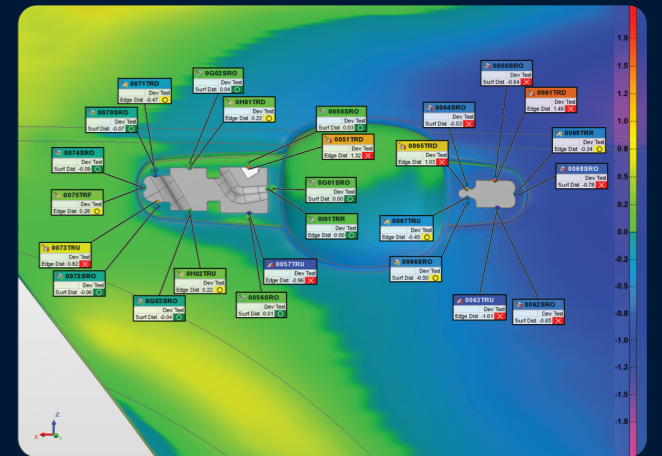 0071TRD
Dev Test
Edge Dist -0.47
0G02SRO
Dev Test
Surf Dist 0.04
0H01TRD
Dev Test
Edge Dist 0.22
0070SRO
Dev Test
Surf Dist -0.07
0050SRO
Dev Test
Surf Dist 0.03
0051TRD
Dev Test
Edge Dist 1.32
0074SRO
Dev Test
Surf Dist -0.09
0075TRF
Dev Test
Edge Dist 0.28
0G01SRO
Dev Test
Surf Dist 0.00
0I01TRR
Dev Test
Edge Dist 0.00
0073TRU
Dev Test
Edge Dist 0.82
0072SRO
Dev Test
Surf Dist -0.06
0H02TRU
Dev Test
Edge Dist 0.22
0G03SRO
Dev Test
Surf Dist -0.04
0057TRU
Dev Test
Edge Dist -0.96
0056SRO
Dev Test
Surf Dist 0.01
0060SRO
Dev Test
Surf Dist -0.64
0061TRD
Dev Test
Edge Dist 1.49
0064SRO
Dev Test
Surf Dist -0.53
0065TRD
Dev Test
Edge Dist 1.03
0069TRR
Dev Test
Edge Dist -0.34
0068SRO
Dev Test
Surf Dist -0.78
0067TRU
Dev Test
Edge Dist -0.45
0066SRO
Dev Test
Surf Dist -0.50
0063TRU
Dev Test
Edge Dist -1.01
0062SRO
Dev Test
Surf Dist -0.65
1.8
1.5
1.2
1.0
0.8
0.5
0.2
0.0
-0.2
-0.5
-0.8
-1.0
-1.2
-1.5
-1.8
Z
X
Y